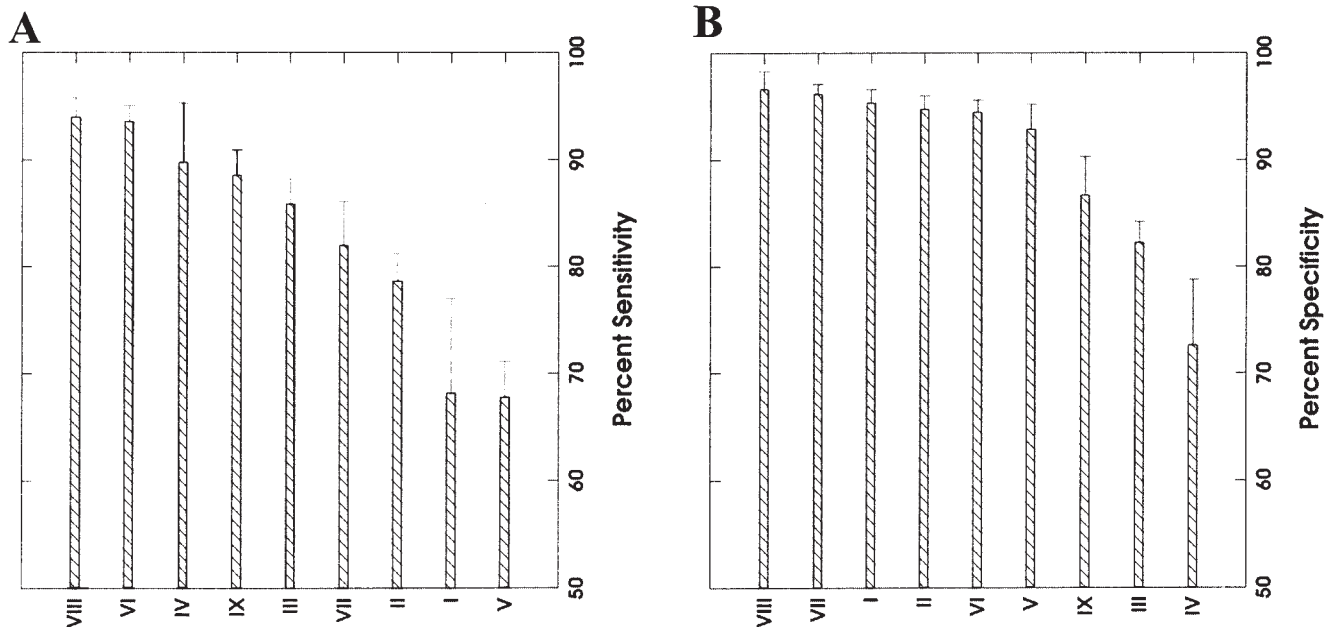 A
100
90
80
70
60
50
Percent Sensitivity
VIII
VI
IV
IX
III
VII
II
I
V
B
100
90
80
70
60
50
Percent Specificity
VIII
VII
I
II
VI
V
IX
III
IV